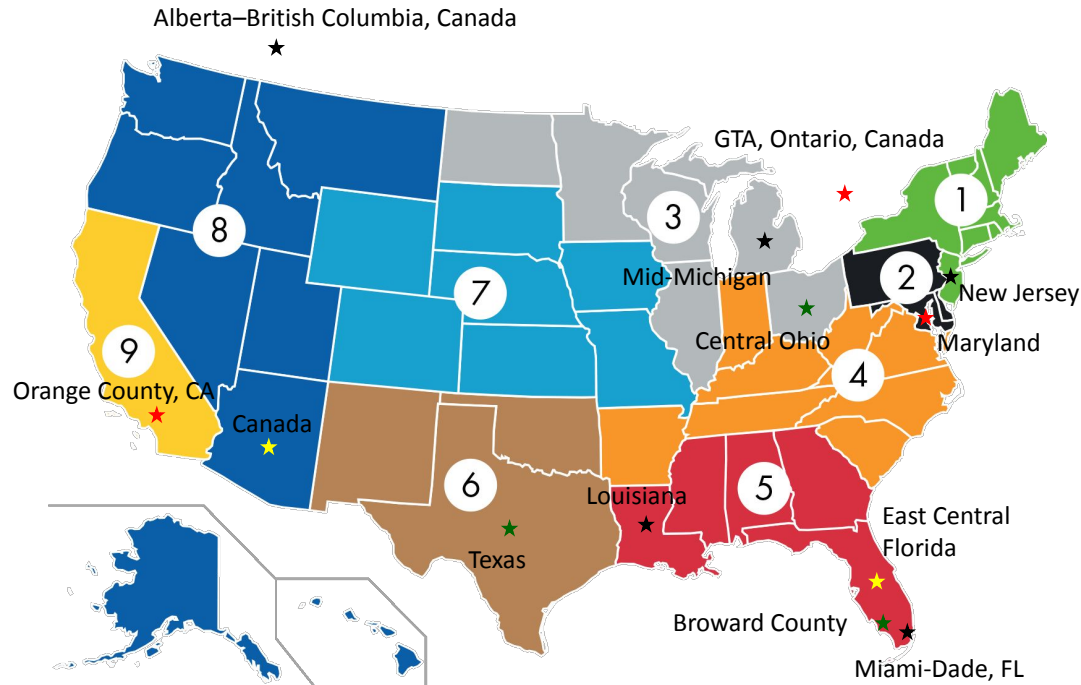 Alberta–British Columbia, Canada
GTA, Ontario, Canada
1
3
8
2
Mid-Michigan
7
New Jersey
Central Ohio
Maryland
9
4
Orange County, CA
Canada
6
5
Louisiana
East Central
Florida
Texas
Broward County
Miami-Dade, FL